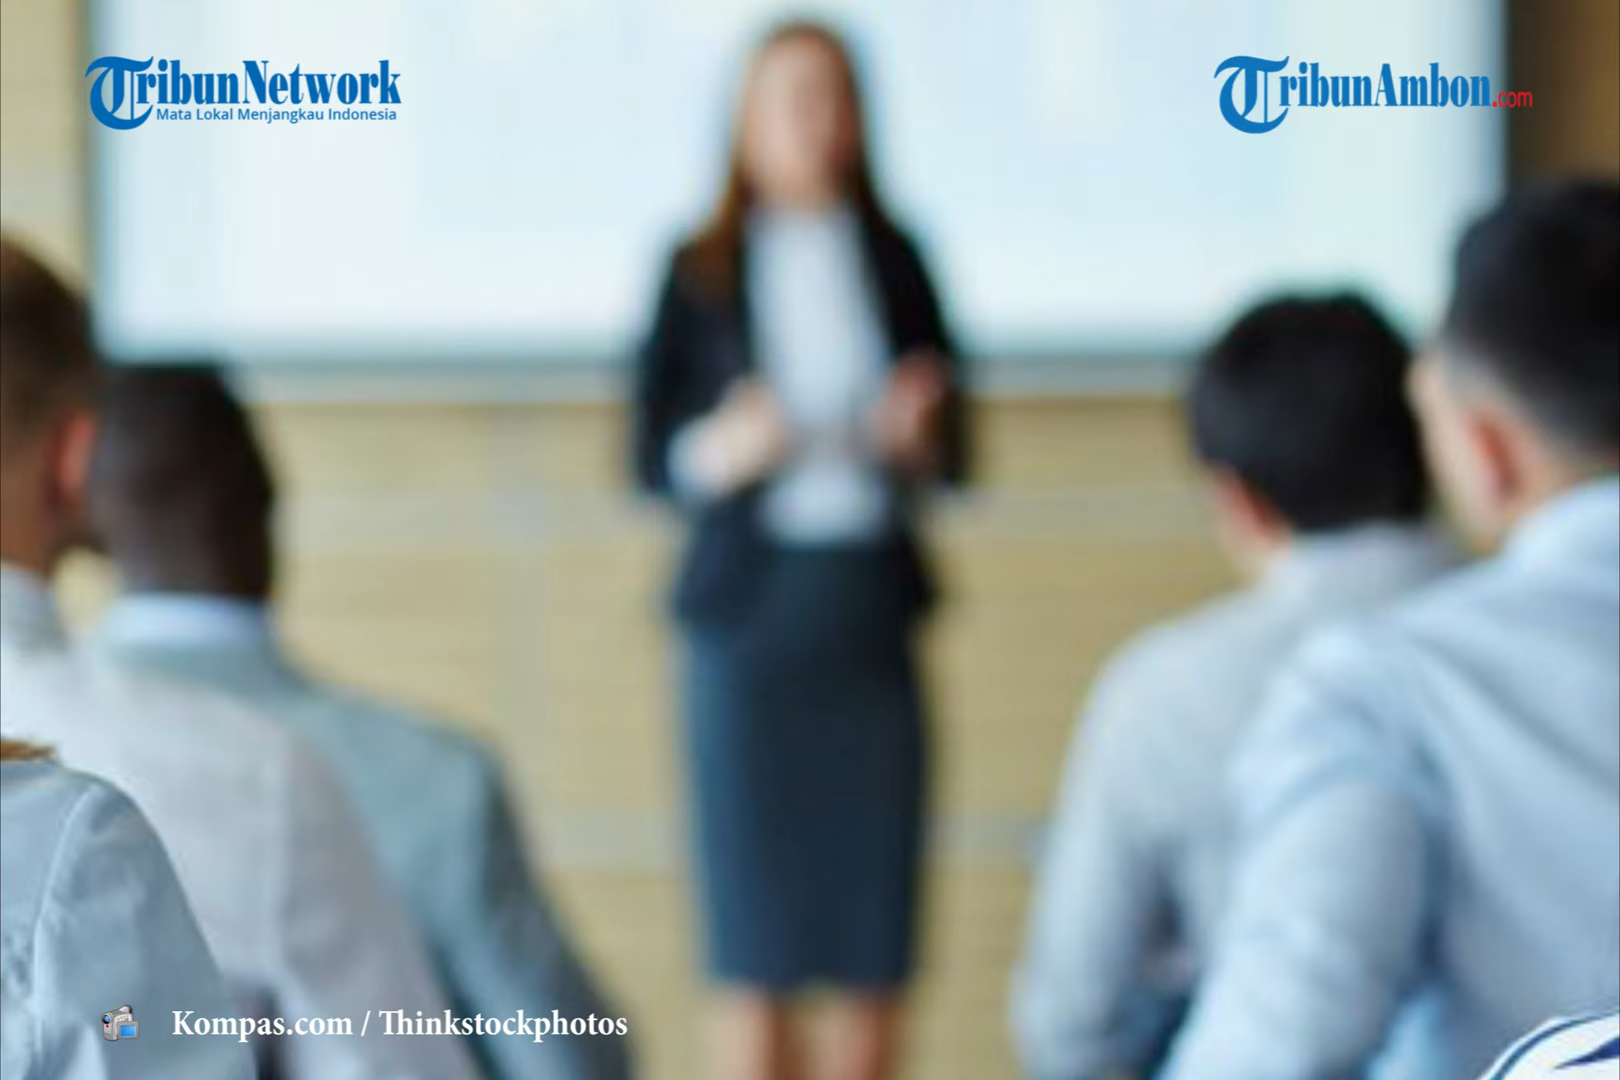 TribunNetwork
Mata Lokal Menjangkau Indonesia
TribunAmbon.com
Kompas.com / Thinkstockphotos